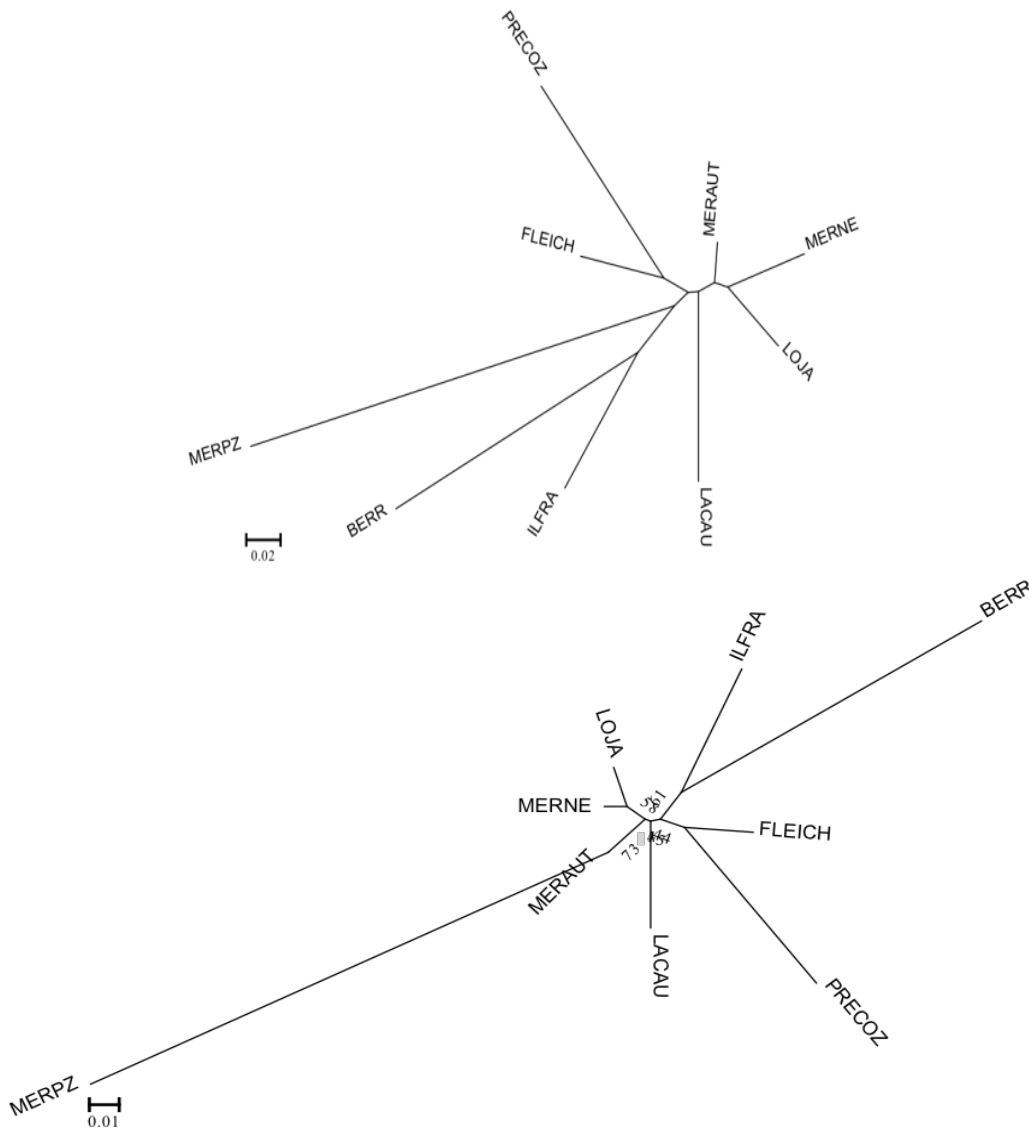 PRECOZ
MERAUT
MERNE
FLEICH
LOJA
MERPZ
BERR
ILFRA
LACAU
0.02
BERR
ILFRA
LOJA
MERNE
61
FLEICH
73
MERAUT
LACAU
PRECOZ
MERPZ
0.01